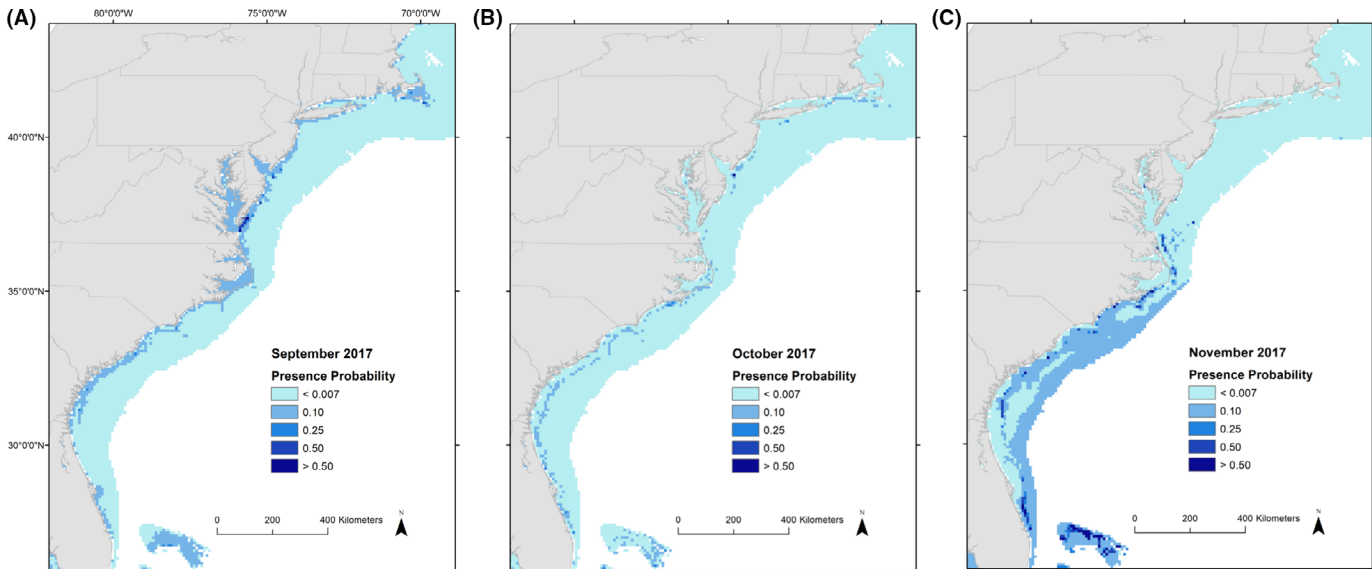 (A)
80°0'0"W 75°0'0"W 70°0'0"W
40°0'0"N
35°0'0"N
30°0'0"N
September 2017
Presence Probability
< 0.007
0.10
0.25
0.50
> 0.50
0 200 400 Kilometers
N
(B)
October 2017
Presence Probability
< 0.007
0.10
0.25
0.50
> 0.50
0 200 400 Kilometers
N
(C)
November 2017
Presence Probability
< 0.007
0.10
0.25
0.50
> 0.50
0 200 400 Kilometers
N